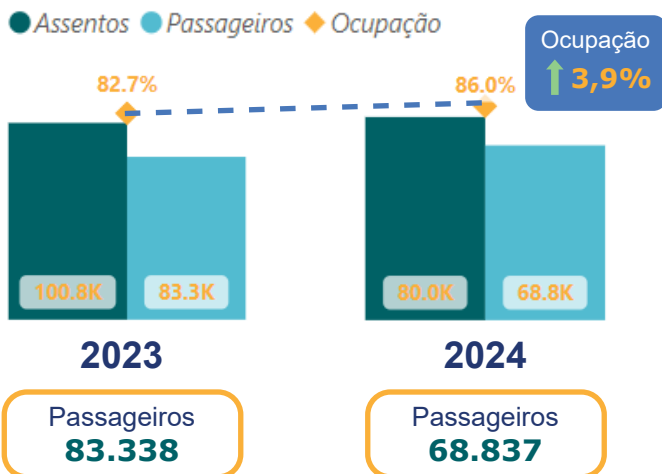 Assentos Passageiros Ocupação
Ocupação
3,9%
82.7%
86.0%
100.8K 83.3K
80.0K 68.8K
2023
2024
Passageiros
83.338
Passageiros
68.837